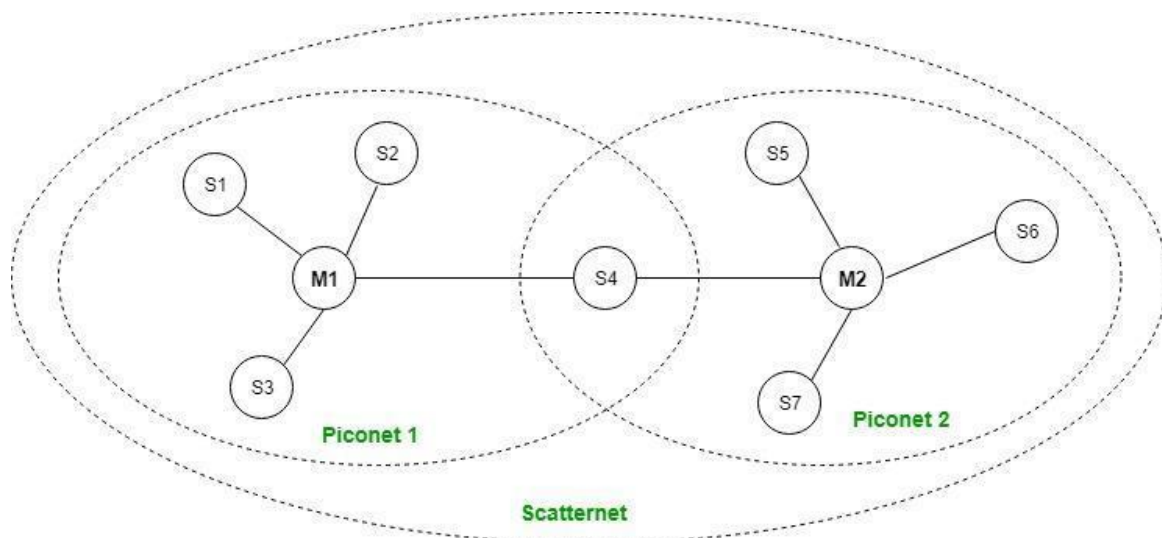 S2
S5
S1
S6
M1
S4
M2
S3
S7
Piconet 1
Piconet 2
Scatternet